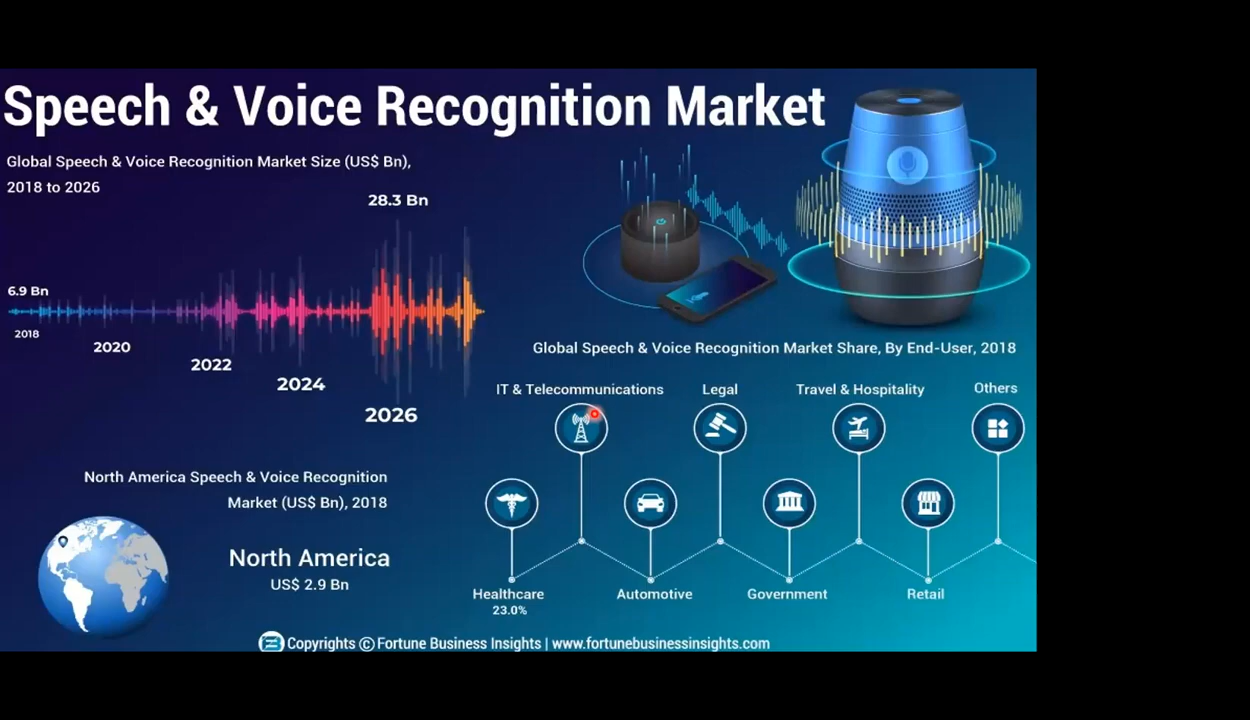 Speech & Voice Recognition Market
Global Speech & Voice Recognition Market Size (US$ Bn),
2018 to 2026
28.3 Bn
6.9 Bn
2018
2020
2022
2024
2026
Global Speech & Voice Recognition Market Share, By End-User, 2018
IT & Telecommunications
Legal
Travel & Hospitality
Others
Healthcare
23.0%
Automotive
Government
Retail
North America Speech & Voice Recognition
Market (US$ Bn), 2018
North America
US$ 2.9 Bn
Copyrights © Fortune Business Insights | www.fortunebusinessinsights.com